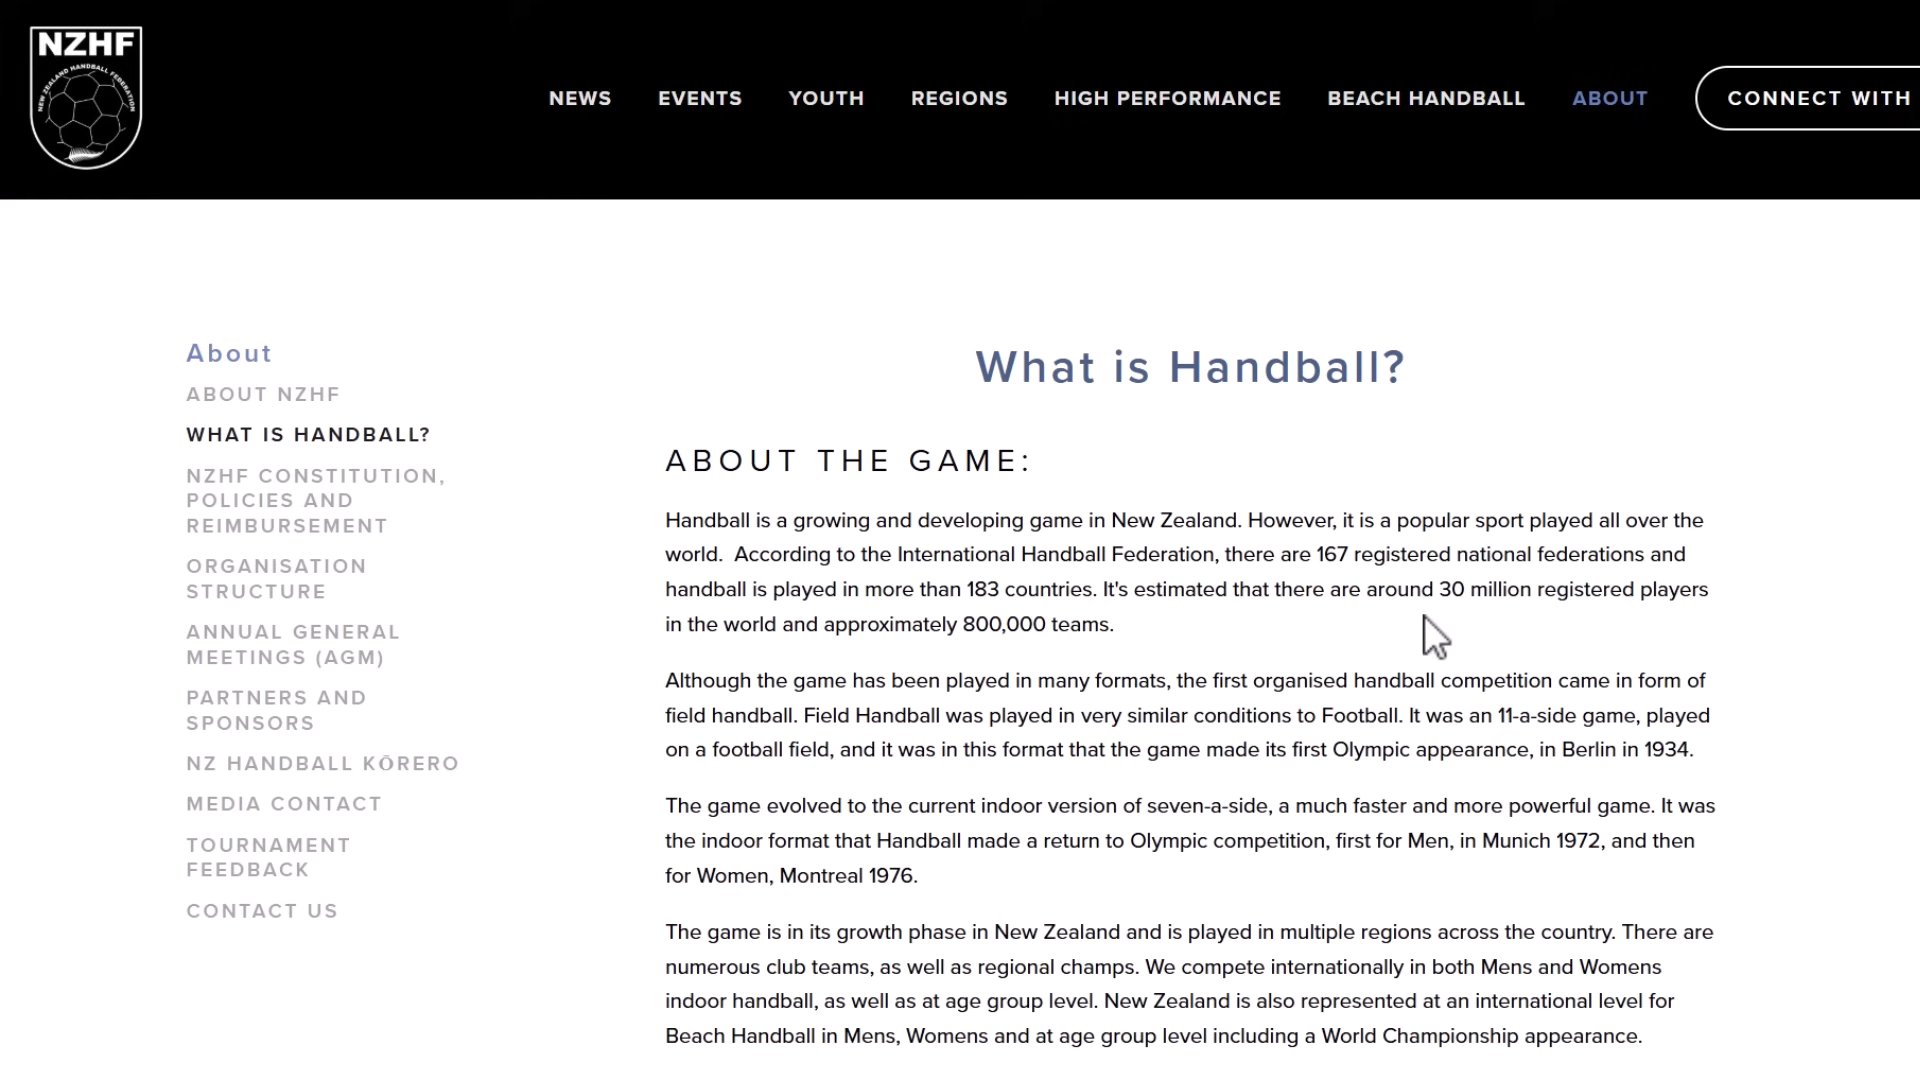 NZHF
NEW ZEALAND HANDBALL FEDERATION
NEWS EVENTS YOUTH REGIONS HIGH PERFORMANCE BEACH HANDBALL ABOUT CONNECT WITH
About
ABOUT NZHF
WHAT IS HANDBALL?
NZHF CONSTITUTION,
POLICIES AND
REIMBURSEMENT
ORGANISATION
STRUCTURE
ANNUAL GENERAL
MEETINGS (AGM)
PARTNERS AND
SPONSORS
NZ HANDBALL KŌRERO
MEDIA CONTACT
TOURNAMENT
FEEDBACK
CONTACT US
What is Handball?
ABOUT THE GAME:
Handball is a growing and developing game in New Zealand. However, it is a popular sport played all over the
world.  According to the International Handball Federation, there are 167 registered national federations and
handball is played in more than 183 countries. It's estimated that there are around 30 million registered players
in the world and approximately 800,000 teams.
Although the game has been played in many formats, the first organised handball competition came in form of
field handball. Field Handball was played in very similar conditions to Football. It was an 11-a-side game, played
on a football field, and it was in this format that the game made its first Olympic appearance, in Berlin in 1934.
The game evolved to the current indoor version of seven-a-side, a much faster and more powerful game. It was
the indoor format that Handball made a return to Olympic competition, first for Men, in Munich 1972, and then
for Women, Montreal 1976.
The game is in its growth phase in New Zealand and is played in multiple regions across the country. There are
numerous club teams, as well as regional champs. We compete internationally in both Mens and Womens
indoor handball, as well as at age group level. New Zealand is also represented at an international level for
Beach Handball in Mens, Womens and at age group level including a World Championship appearance.